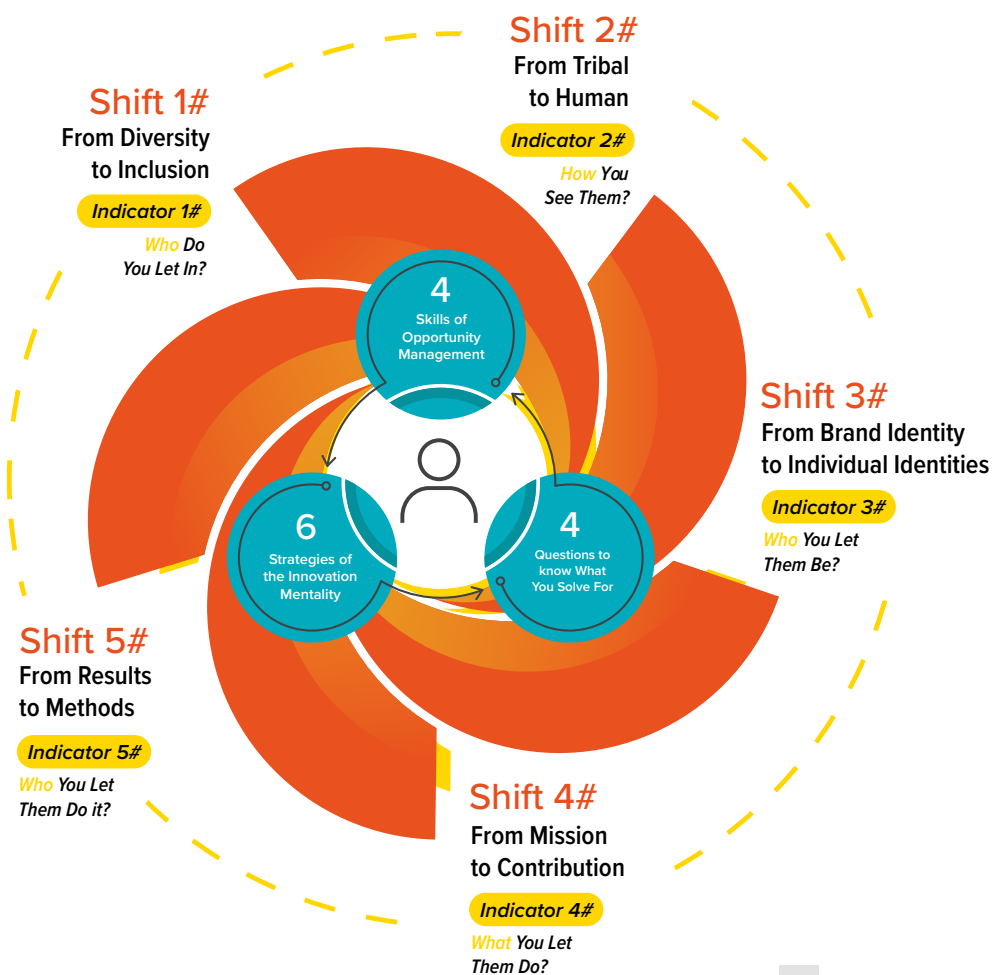 Shift 1#
From Diversity
to Inclusion
Indicator 1#
Who Do
You Let In?
Shift 2#
From Tribal
to Human
Indicator 2#
How You
See Them?
4
Skills of
Opportunity
Management
6
Strategies of
the Innovation
Mentality
4
Questions to
know What
You Solve For
Shift 3#
From Brand Identity
to Individual Identities
Indicator 3#
Who You Let
Them Be?
Shift 4#
From Mission
to Contribution
Indicator 4#
What You Let
Them Do?
Shift 5#
From Results
to Methods
Indicator 5#
Who You Let
Them Do it?